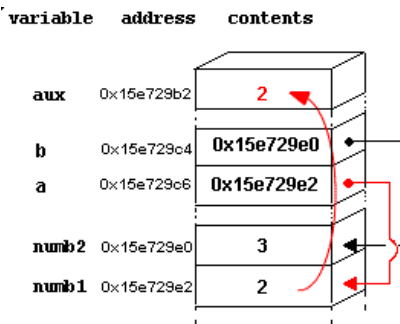 variable address contents
aux 0x15e729b2 2
b 0x15e729c4 0x15e729e0
a 0x15e729c6 0x15e729e2
numb2 0x15e729e0 3
numb1 0x15e729e2 2